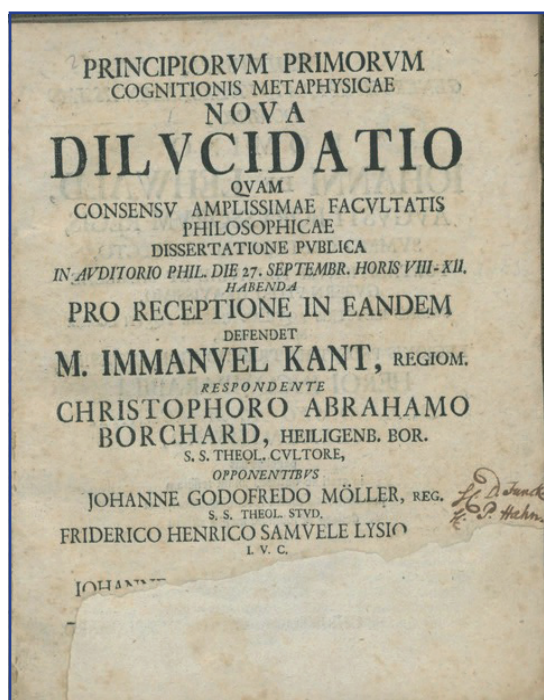 PRINCIPIORVM PRIMORVM
COGNITIONIS METAPHYSICAE
NOVA
DILVCIDATIO
QVAM
CONSENSV AMPLISSIMAE FACVLTATIS
PHILOSOPHICAE
DISSERTATIONE PVBLICA
IN AVDITORIO PHIL. DIE 27. SEPTEMBR. HORIS VIII-XII.
HABENDA
PRO RECEPTIONE IN EANDEM
DEFENDET
M. IMMANVEL KANT, REGIOM.
RESPONDENTE
CHRISTOPHORO ABRAHAMO
BORCHARD, HEILIGENB. BOR.
S. S. THEOL. CVLTORE,
OPPONENTIBVS
JOHANNE GODOFREDO MÖLLER, REG.
S. S. THEOL. STVD.
FRIDERICO HENRICO SAMVELE LYSIO
I. V. C.
D. Funck
P. Hahn